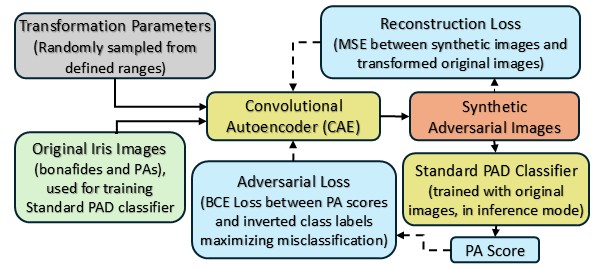 Transformation Parameters
(Randomly sampled from
defined ranges)
Reconstruction Loss
(MSE between synthetic images and
transformed original images)
Convolutional
Autoencoder (CAE)
Synthetic
Adversarial Images
Original Iris Images
(bonafides and PAs),
used for training
Standard PAD classifier
Adversarial Loss
(BCE Loss between PA scores
and inverted class labels
maximizing misclassification)
Standard PAD Classifier
(trained with original
images, in inference mode)
PA Score